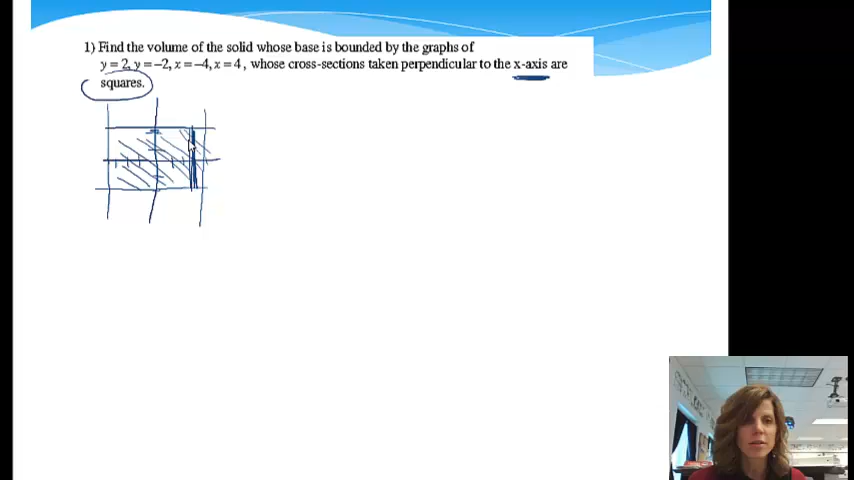 1) Find the volume of the solid whose base is bounded by the graphs of
y = 2, y = −2, x = −4, x = 4, whose cross-sections taken perpendicular to the x-axis are
squares.